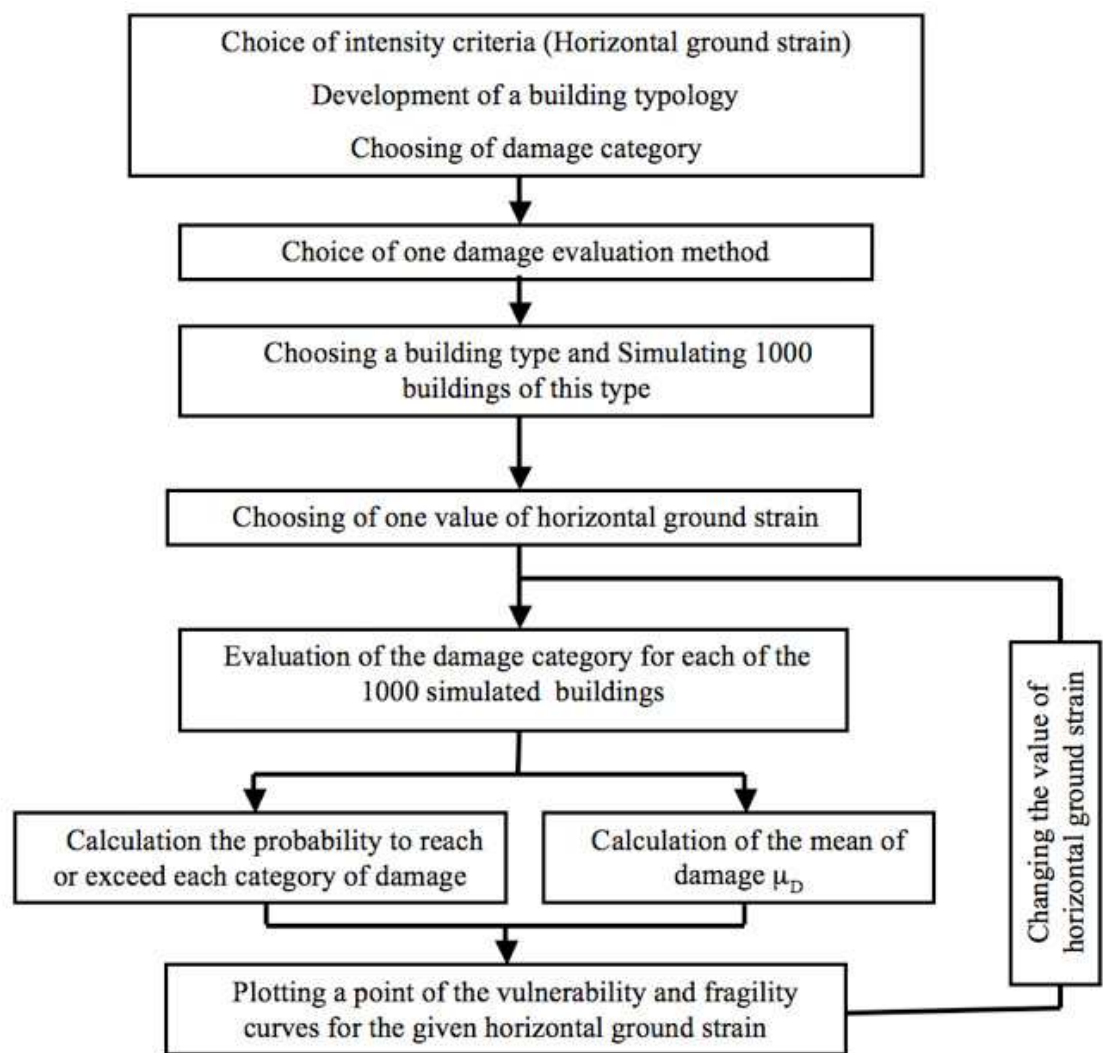 Choice of intensity criteria (Horizontal ground strain)
Development of a building typology
Choosing of damage category
Choice of one damage evaluation method
Choosing a building type and Simulating 1000
buildings of this type
Choosing of one value of horizontal ground strain
Evaluation of the damage category for each of the
1000 simulated buildings
Calculation the probability to reach
or exceed each category of damage
Calculation of the mean of
damage μD
Changing the value of
horizontal ground strain
Plotting a point of the vulnerability and fragility
curves for the given horizontal ground strain